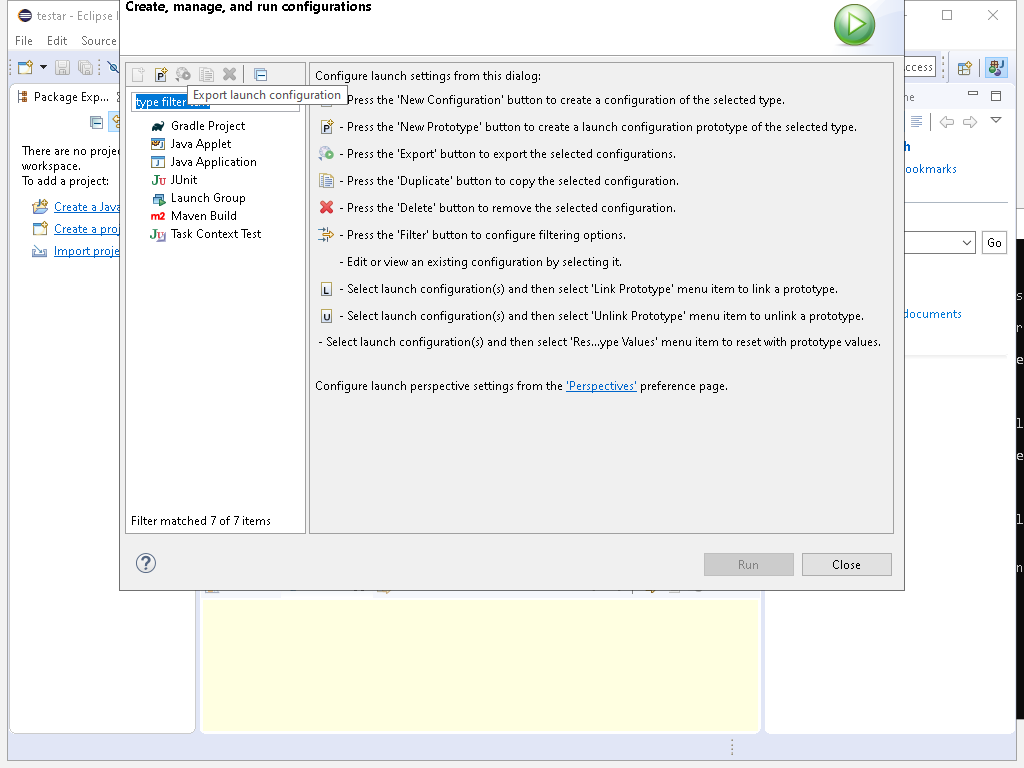 Create, manage, and run configurations
testar - Eclipse
File Edit Source
ccess
Package Exp...
Export launch configuration
type filter
Configure launch settings from this dialog:
Press the 'New Configuration' button to create a configuration of the selected type.
- Press the 'New Prototype' button to create a launch configuration prototype of the selected type.
- Press the 'Export' button to export the selected configurations.
- Press the 'Duplicate' button to copy the selected configuration.
- Press the 'Delete' button to remove the selected configuration.
- Press the 'Filter' button to configure filtering options.
- Edit or view an existing configuration by selecting it.
- Select launch configuration(s) and then select 'Link Prototype' menu item to link a prototype.
- Select launch configuration(s) and then select 'Unlink Prototype' menu item to unlink a prototype.
- Select launch configuration(s) and then select 'Res...ype Values' menu item to reset with prototype values.
Configure launch perspective settings from the 'Perspectives' preference page.
Gradle Project
Java Applet
Java Application
JUnit
Launch Group
Maven Build
Task Context Test
Filter matched 7 of 7 items
There are no proje
workspace.
To add a project:
Create a Java
Create a proj
Import proje
ookmarks
Go
documents
Run
Close